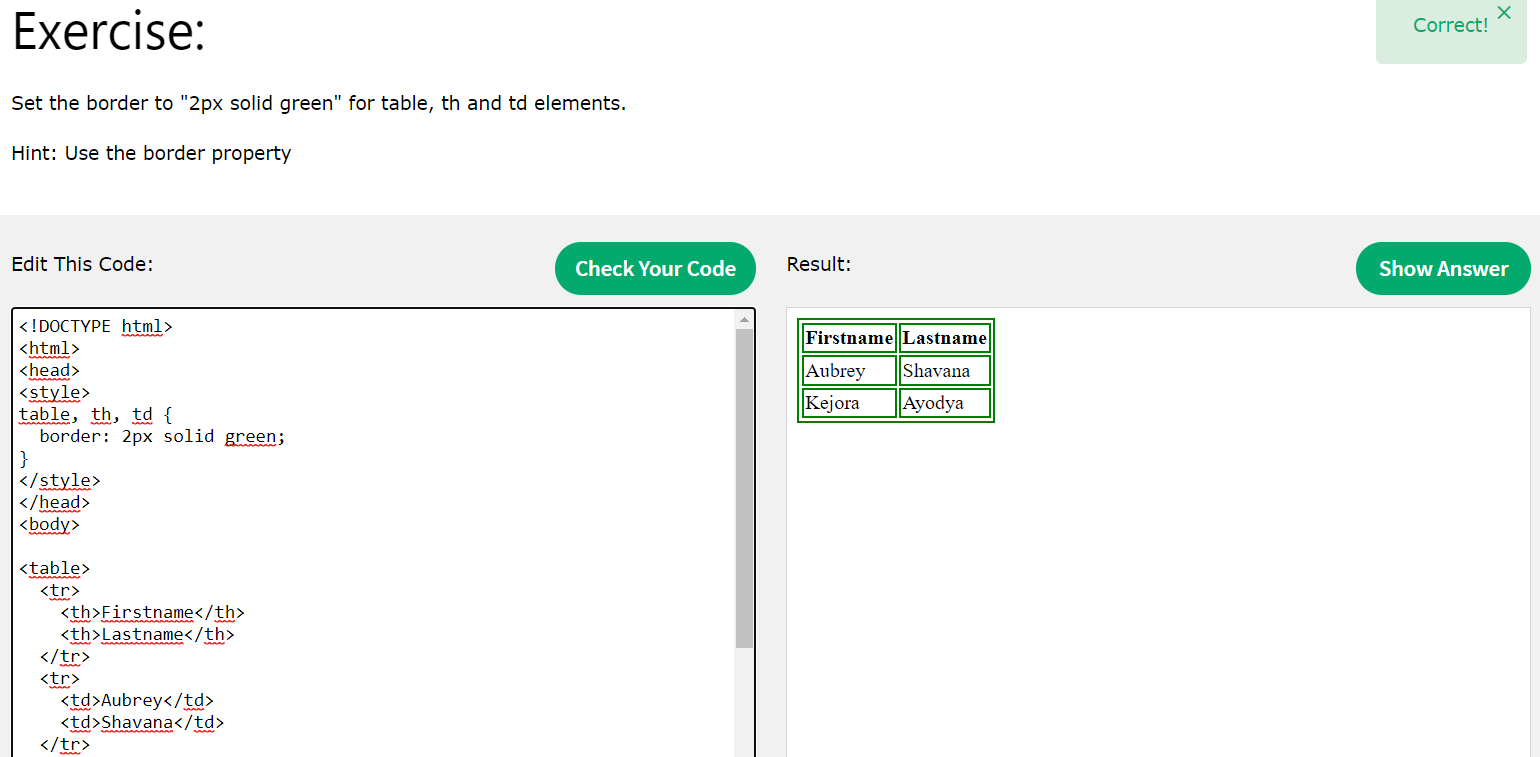 Exercise:
Correct!
Set the border to "2px solid green" for table, th and td elements.
Hint: Use the border property
Edit This Code:
Check Your Code
<!DOCTYPE html>
<html>
<head>
<style>
table, th, td {
  border: 2px solid green;
}
</style>
</head>
<body>

<table>
  <tr>
    <th>Firstname</th>
    <th>Lastname</th>
  </tr>
  <tr>
    <td>Aubrey</td>
    <td>Shavana</td>
  </tr>
Result:
Show Answer
Firstname Lastname
Aubrey Shavana
Kejora Ayodya